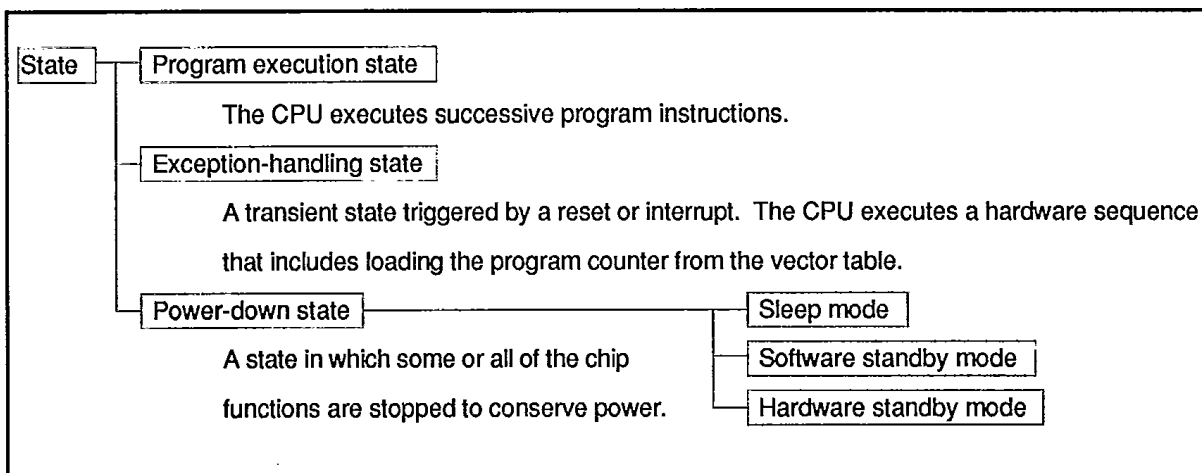 State
Program execution state
The CPU executes successive program instructions.
Exception-handling state
A transient state triggered by a reset or interrupt. The CPU executes a hardware sequence
that includes loading the program counter from the vector table.
Power-down state
Sleep mode
A state in which some or all of the chip
Software standby mode
functions are stopped to conserve power.
Hardware standby mode